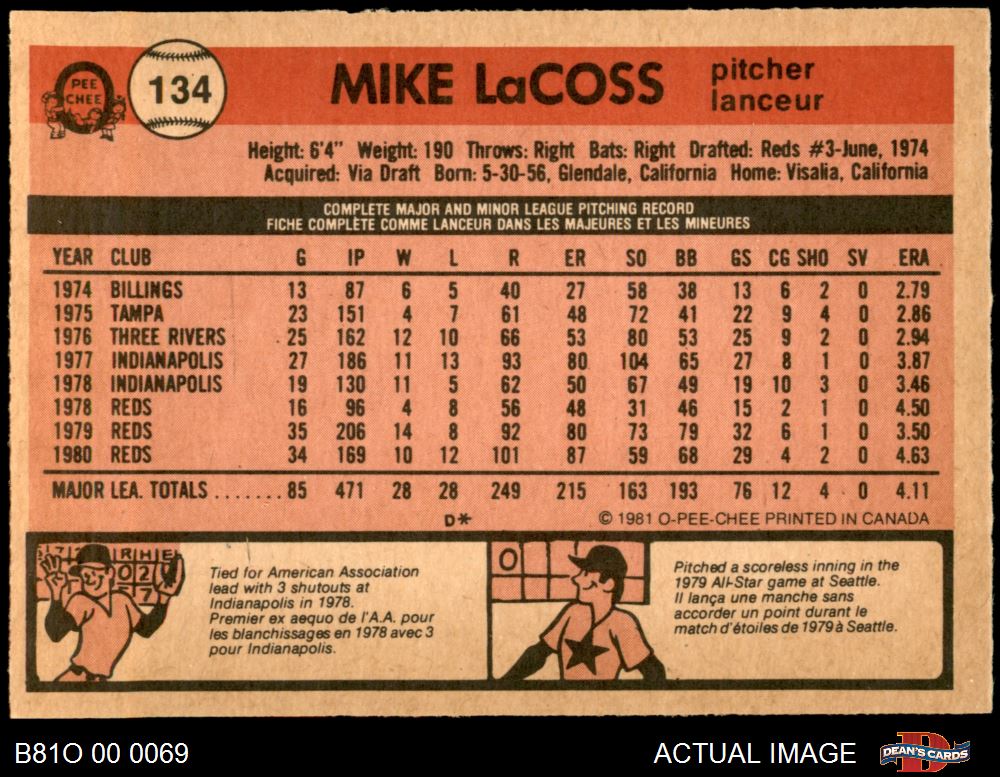 PEE
CHEE
134
MIKE LaCOSS
pitcher
lanceur
Height: 6'4" Weight: 190 Throws: Right Bats: Right Drafted: Reds #3-June, 1974
Acquired: Via Draft Born: 5-30-56, Glendale, California Home: Visalia, California
COMPLETE MAJOR AND MINOR LEAGUE PITCHING RECORD
FICHE COMPLÈTE COMME LANCEUR DANS LES MAJEURES ET LES MINEURES
YEAR CLUB G IP W L R ER SO BB GS CG SHO SV ERA
1974 BILLINGS 13 87 6 5 40 27 58 38 13 6 2 0 2.79
1975 TAMPA 23 151 4 7 61 48 72 41 22 9 4 0 2.86
1976 THREE RIVERS 25 162 12 10 66 53 80 53 25 9 2 0 2.94
1977 INDIANAPOLIS 27 186 11 13 93 80 104 65 27 8 1 0 3.87
1978 INDIANAPOLIS 19 130 11 5 62 50 67 49 19 10 3 0 3.46
1978 REDS 16 96 4 8 56 48 31 46 15 2 1 0 4.50
1979 REDS 35 206 14 8 92 80 73 79 32 6 1 0 3.50
1980 REDS 34 169 10 12 101 87 59 68 29 4 2 0 4.63
MAJOR LEA. TOTALS ....... 85 471 28 28 249 215 163 193 76 12 4 0 4.11
D* © 1981 O-PEE-CHEE PRINTED IN CANADA
R H E
0 2
7
Tied for American Association
lead with 3 shutouts at
Indianapolis in 1978.
Premier ex aequo de l'A.A. pour
les blanchissages en 1978 avec 3
pour Indianapolis.
0
Pitched a scoreless inning in the
1979 All-Star game at Seattle.
Il lança une manche sans
accorder un point durant le
match d'étoiles de 1979 à Seattle.
B81O 00 0069
ACTUAL IMAGE
DEAN'S CARDS